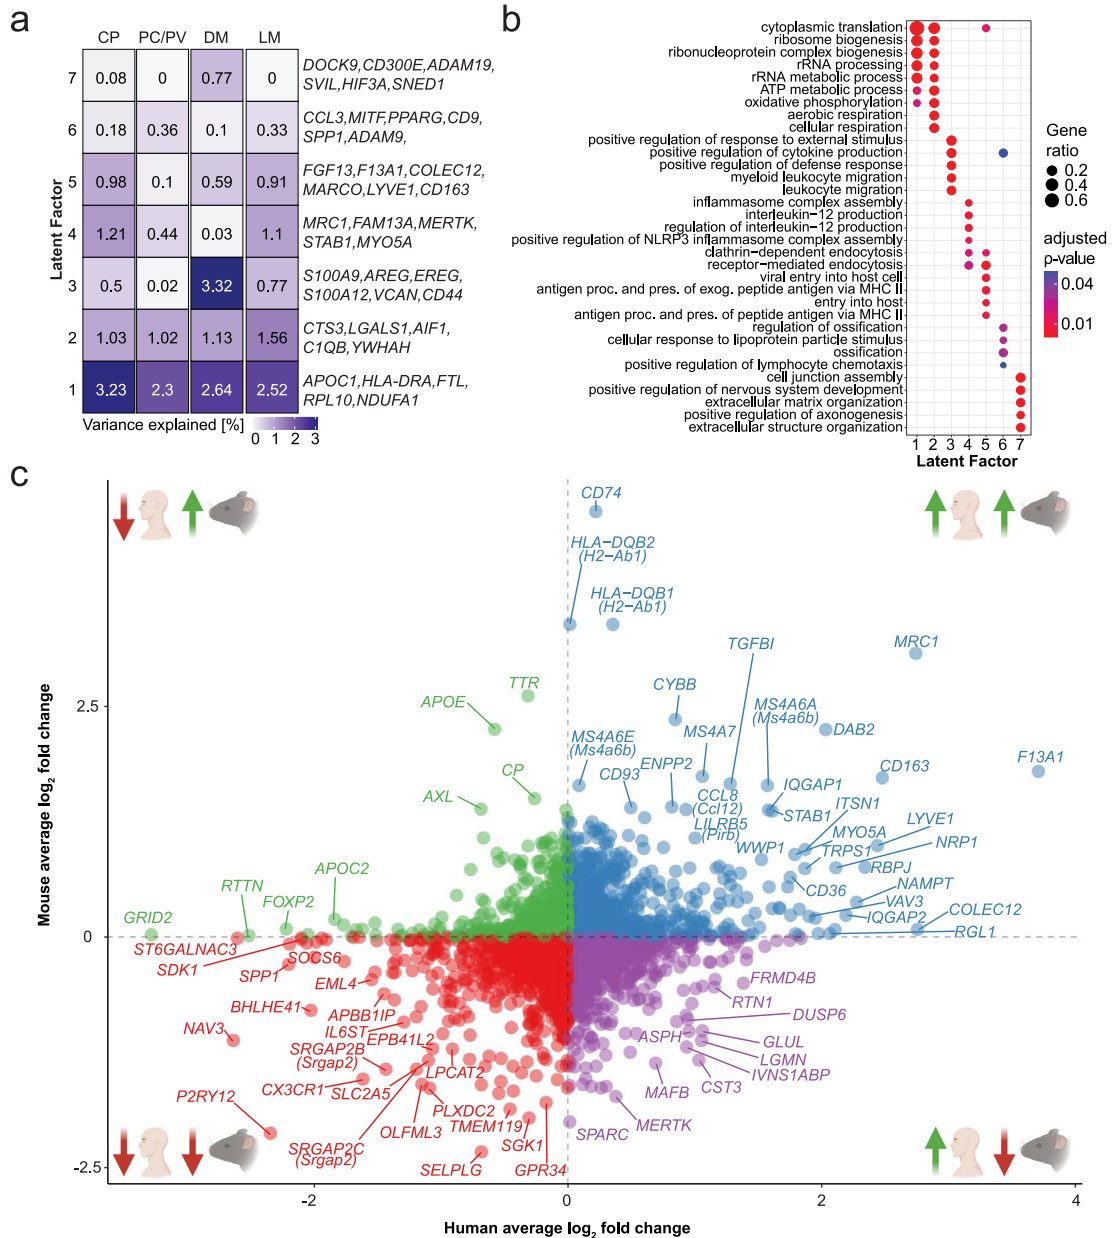 a
CP PC/PV DM LM
7 0.08 0 0.77 0 DOCK9,CD300E,ADAM19,
SVIL,HIF3A,SNED1
6 0.18 0.36 0.1 0.33 CCL3,MITF,PPARG,CD9,
SPP1,ADAM9,
5 0.98 0.1 0.59 0.91 FGF13,F13A1,COLEC12,
MARCO,LYVE1,CD163
4 1.21 0.44 0.03 1.1 MRC1,FAM13A,MERTK,
STAB1,MYO5A
3 0.5 0.02 3.32 0.77 S100A9,AREG,EREG,
S100A12,VCAN,CD44
2 1.03 1.02 1.13 1.56 CTS3,LGALS1,AIF1,
C1QB,YWHAH
1 3.23 2.3 2.64 2.52 APOC1,HLA-DRA,FTL,
RPL10,NDUFA1
Latent Factor
Variance explained [%]
0 1 2 3
b
cytoplasmic translation
ribosome biogenesis
ribonucleoprotein complex biogenesis
rRNA processing
rRNA metabolic process
ATP metabolic process
oxidative phosphorylation
aerobic respiration
cellular respiration
positive regulation of response to external stimulus
positive regulation of cytokine production
positive regulation of defense response
myeloid leukocyte migration
leukocyte migration
inflammasome complex assembly
interleukin-12 production
regulation of interleukin-12 production
positive regulation of NLRP3 inflammasome complex assembly
clathrin-dependent endocytosis
receptor-mediated endocytosis
viral entry into host cell
antigen proc. and pres. of exog. peptide antigen via MHC II
entry into host
antigen proc. and pres. of peptide antigen via MHC II
regulation of ossification
cellular response to lipoprotein particle stimulus
ossification
positive regulation of lymphocyte chemotaxis
cell junction assembly
positive regulation of nervous system development
extracellular matrix organization
positive regulation of axonogenesis
extracellular structure organization
1 2 3 4 5 6 7
Latent Factor
Gene
ratio
0.2
0.4
0.6
adjusted
p-value
0.04
0.01
c
CD74
HLA−DQB2
(H2−Ab1)
HLA−DQB1
(H2−Ab1)
TGFBI
MRC1
TTR
APOE
CYBB
MS4A6A
(Ms4a6b)
MS4A7
DAB2
MS4A6E
(Ms4a6b)
ENPP2
F13A1
CP
CD93
CD163
AXL
CCL8
(Ccl12)
IQGAP1
ITSN1
STAB1
LILRB5
(Pirb)
LYVE1
MYO5A
WWP1
TRPS1
NRP1
APOC2
RBPJ
RTTN
CD36
NAMPT
FOXP2
VAV3
GRID2
IQGAP2
COLEC12
RGL1
ST6GALNAC3
SDK1
SOCS6
SPP1
EML4
FRMD4B
RTN1
BHLHE41
APBB1IP
DUSP6
NAV3
IL6ST
EPB41L2
ASPH
GLUL
SRGAP2B
(Srgap2)
LGMN
LPCAT2
IVNS1ABP
CX3CR1
SLC2A5
CST3
MAFB
P2RY12
PLXDC2
TMEM119
MERTK
OLFML3
SRGAP2C
(Srgap2)
SGK1
SPARC
SELPLG
GPR34
2.5
0
-2.5
-2 0 2 4
Mouse average log2 fold change
Human average log2 fold change